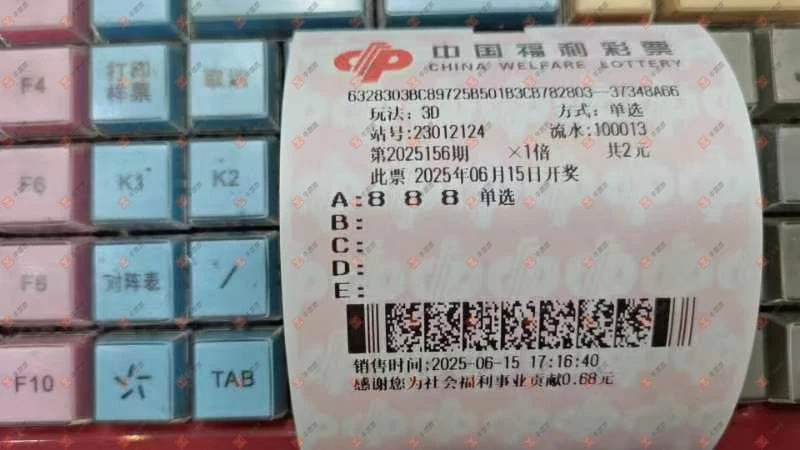 中国福利彩票
CHINA WELFARE LOTTERY
6328303BC89725B501B3CB782803--37348A66
玩法：3D 方式：单选
站号:23012124 流水:100013
第2025156期 ×1倍 共2元
此票 2025年06月15日开奖
A:8 8 8 单选
B:
C:
D:
E:
销售时间:2025-06-15 17:16:40
感谢您为社会福利事业贡献0.68元
F4 打印样票 取消
F6 K1 K2
F8 对阵表 /
F10 TAB